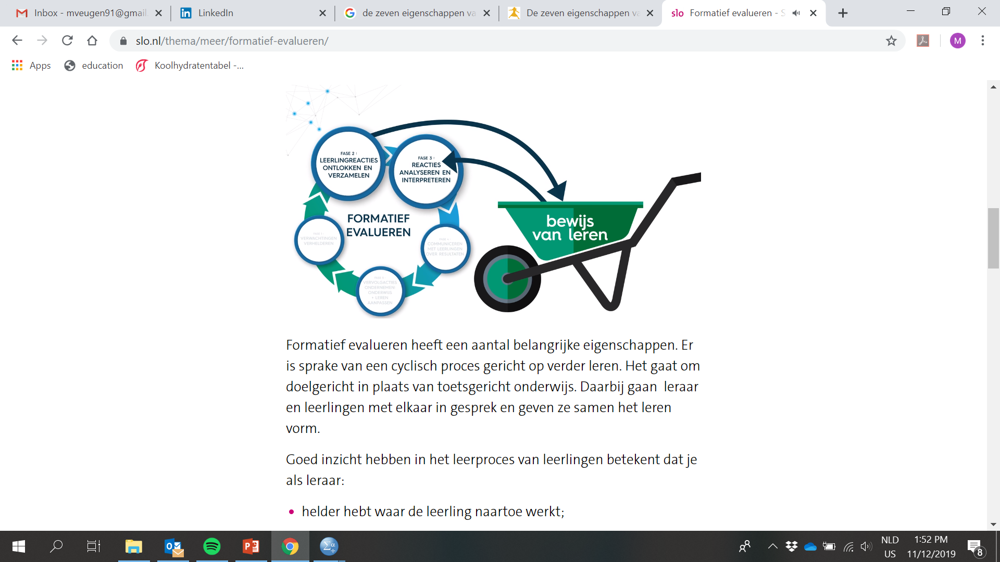 Inbox - mveugen91@gmail.
LinkedIn
de zeven eigenschappen va
De zeven eigenschappen va
slo Formatief evalueren - S
slo.nl/thema/meer/formatief-evalueren/
M
Apps
education
Koolhydratentabel -...
FASE 2 :
LEERLINGREACTIES
ONTLOKKEN EN
VERZAMELEN
FASE 3 :
REACTIES
ANALYSEREN EN
INTERPRETEREN
FORMATIEF
EVALUEREN
FASE 1 :
VERWACHTINGEN
VERHELDEREN
FASE 4 :
COMMUNICEREN
MET LEERLINGEN
OVER RESULTATEN
FASE 5 :
VERVOLGACTIES
ONDERNEMEN:
ONDERWIJS
+ LEREN
AANPASSEN
bewijs
van leren
Formatief evalueren heeft een aantal belangrijke eigenschappen. Er
is sprake van een cyclisch proces gericht op verder leren. Het gaat om
doelgericht in plaats van toetsgericht onderwijs. Daarbij gaan leraar
en leerlingen met elkaar in gesprek en geven ze samen het leren
vorm.
Goed inzicht hebben in het leerproces van leerlingen betekent dat je
als leraar:
• helder hebt waar de leerling naartoe werkt;
NLD
US
1:52 PM
11/12/2019
8